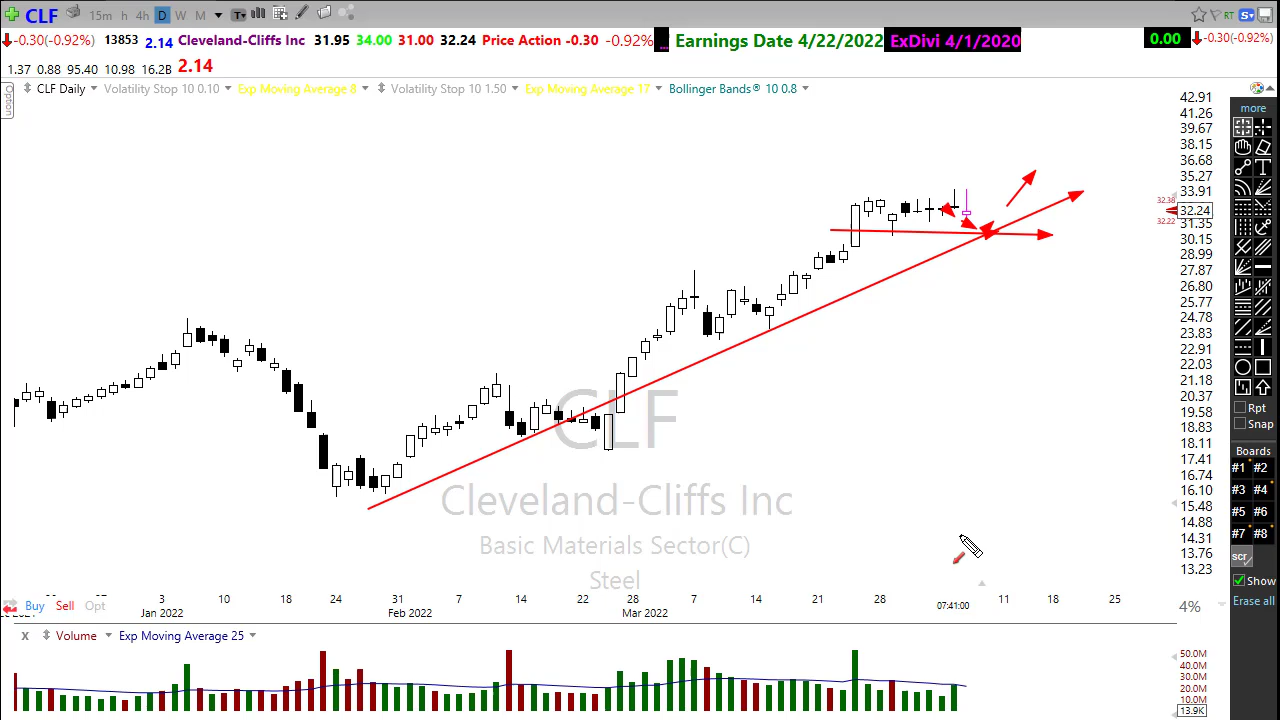 CLF 15m h 4h D W M T RT S
-0.30(-0.92%) 13853 2.14 Cleveland-Cliffs Inc 31.95 34.00 31.00 32.24 Price Action -0.30 -0.92% ... Earnings Date 4/22/2022 ExDivi 4/1/2020 0.00 -0.30(-0.92%)
1.37 0.88 95.40 10.98 16.2B 2.14
Option
CLF Daily Volatility Stop 10 0.10 Exp Moving Average 8 Volatility Stop 10 1.50 Exp Moving Average 17 Bollinger Bands® 10 0.8
more
42.91
41.26
39.67
38.15
36.68
35.27
33.91
32.38
32.24
32.22
31.35
30.15
28.99
27.87
26.80
25.77
24.78
23.83
22.91
22.03
21.18
20.37
19.58
18.83
18.11
17.41
16.74
16.10
15.48
14.88
14.31
13.76
13.23
T
Rpt
Snap
Boards
#1 #2
#3 #4
#5 #6
#7 #8
scr
Show
Erase all
CLF
Cleveland-Cliffs Inc
Basic Materials Sector(C)
Steel
3 10 18 24 31 7 14 22 28 7 14 21 28 07:41:00 11 18 25
Jan 2022 Feb 2022 Mar 2022
Buy Sell Opt
4%
X Volume Exp Moving Average 25
50.0M
40.0M
30.0M
20.0M
10.0M
13.9K